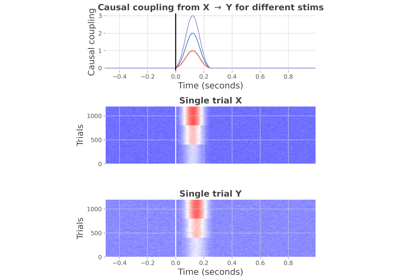 Causal coupling from X → Y for different stims
Causal coupling
3
2
1
0
−0.4 −0.2 0.0 0.2 0.4 0.6 0.8
Time (seconds)
Single trial X
Trials
1000
500
0
−0.4 −0.2 0.0 0.2 0.4 0.6 0.8
Single trial Y
Trials
1000
500
0
−0.4 −0.2 0.0 0.2 0.4 0.6 0.8
Time (seconds)